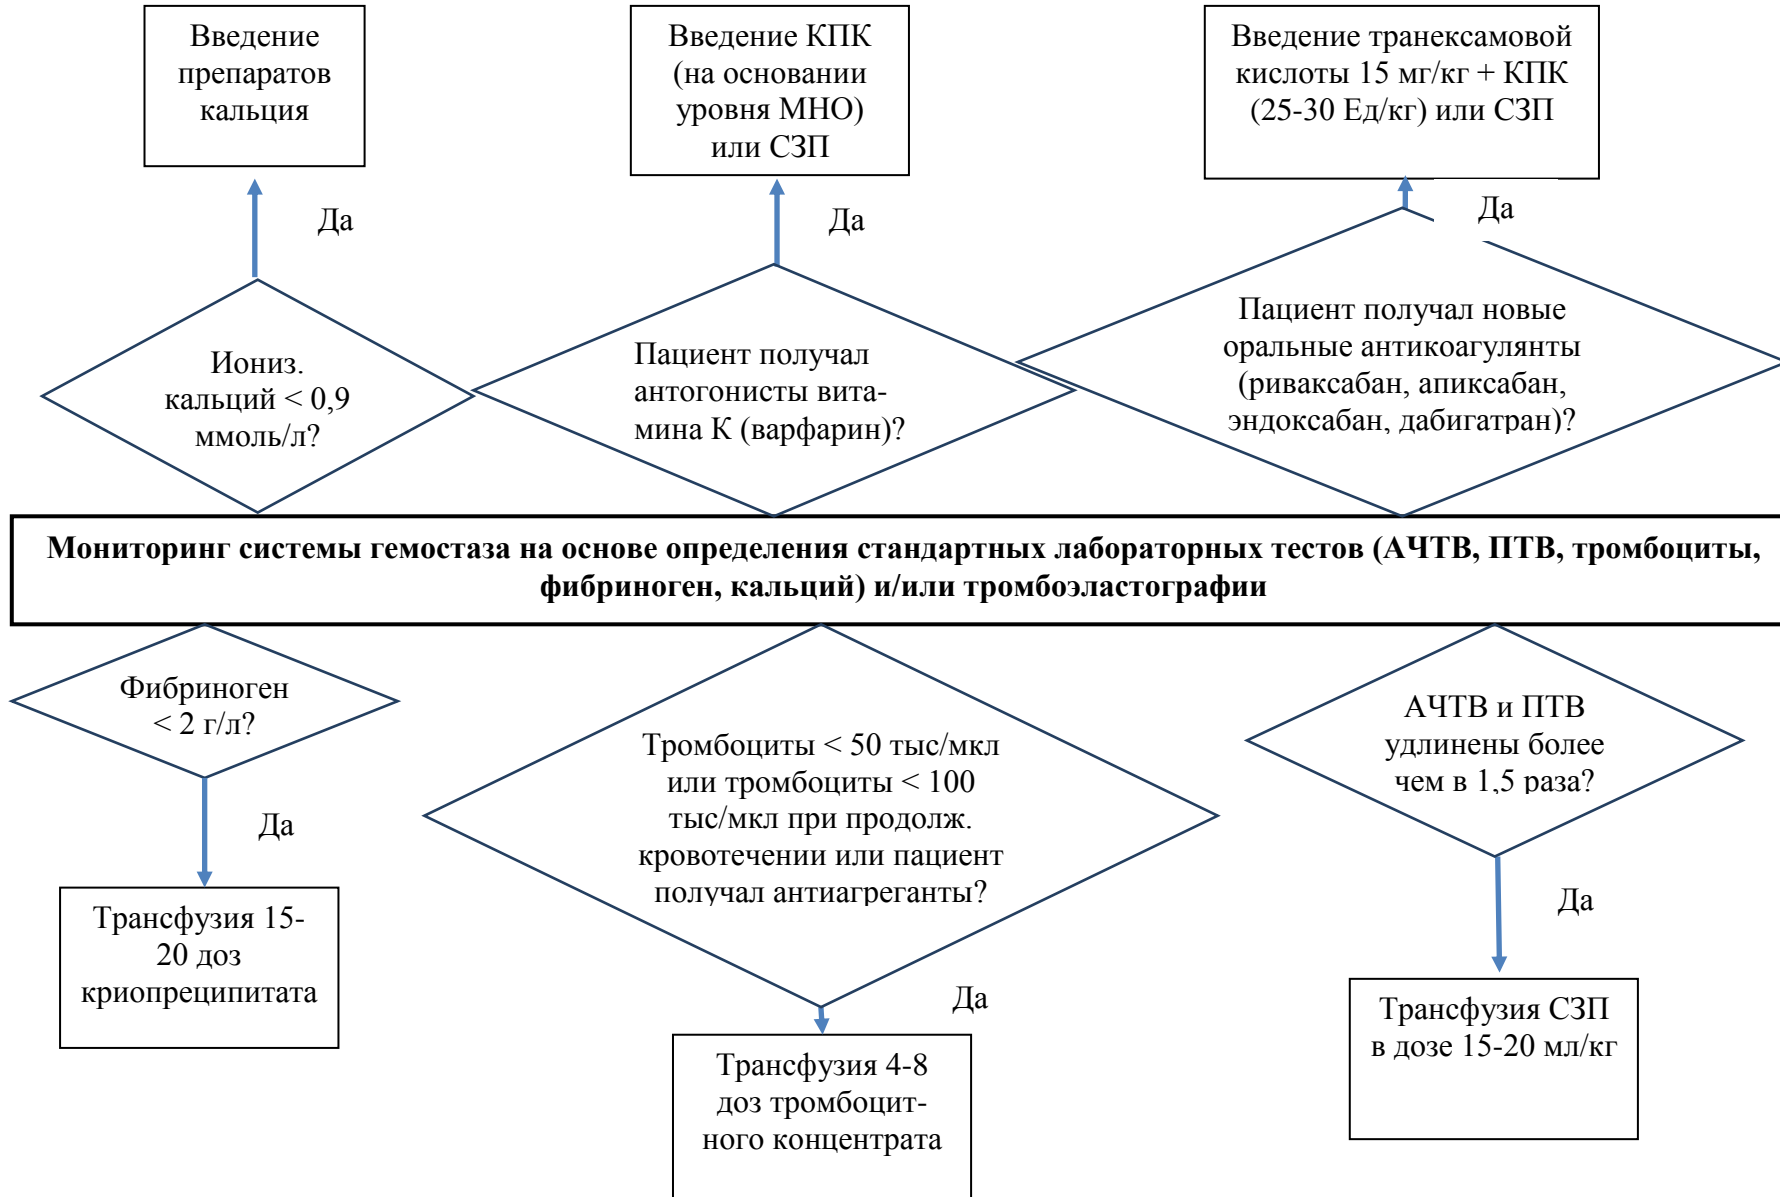 Введение
препаратов
кальция
Введение КПК
(на основании
уровня МНО)
или СЗП
Введение транексамовой
кислоты 15 мг/кг + КПК
(25-30 Ед/кг) или СЗП
Да
Да
Да
Иониз.
кальций < 0,9
ммоль/л?
Пациент получал
антогонисты вита-
мина К (варфарин)?
Пациент получал новые
оральные антикоагулянты
(риваксабан, апиксабан,
эндоксабан, дабигатран)?
Мониторинг системы гемостаза на основе определения стандартных лабораторных тестов (АЧТВ, ПТВ, тромбоциты,
фибриноген, кальций) и/или тромбоэластографии
Фибриноген
< 2 г/л?
Тромбоциты < 50 тыс/мкл
или тромбоциты < 100
тыс/мкл при продолж.
кровотечении или пациент
получал антиагреганты?
АЧТВ и ПТВ
удлинены более
чем в 1,5 раза?
Да
Да
Да
Трансфузия 15-
20 доз
криопреципитата
Трансфузия 4-8
доз тромбоцит-
ного концентрата
Трансфузия СЗП
в дозе 15-20 мл/кг